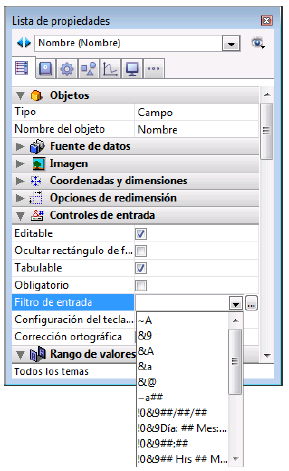 Lista de propiedades
Nombre (Nombre)
Objetos
Tipo Campo
Nombre del objeto Nombre
Fuente de datos
Imagen
Coordenadas y dimensiones
Opciones de redimensión
Controles de entrada
Editable
Ocultar rectángulo de f...
Tabulable
Obligatorio
Filtro de entrada
Configuración del tecla...
~A
Corrección ortográfica
&9
&A
Rango de valores
&a
Todos los temas
&@
~a##
!0&9##/##/##
!0&9Día: ## Mes:...
!0&9##:##
!0&9## Hrs ## M...